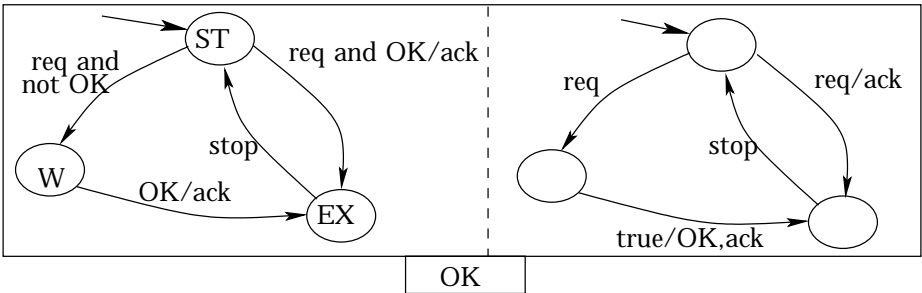 ST
req and
not OK
req and OK/ack
stop
W
OK/ack
EX
req
req/ack
stop
true/OK,ack
OK